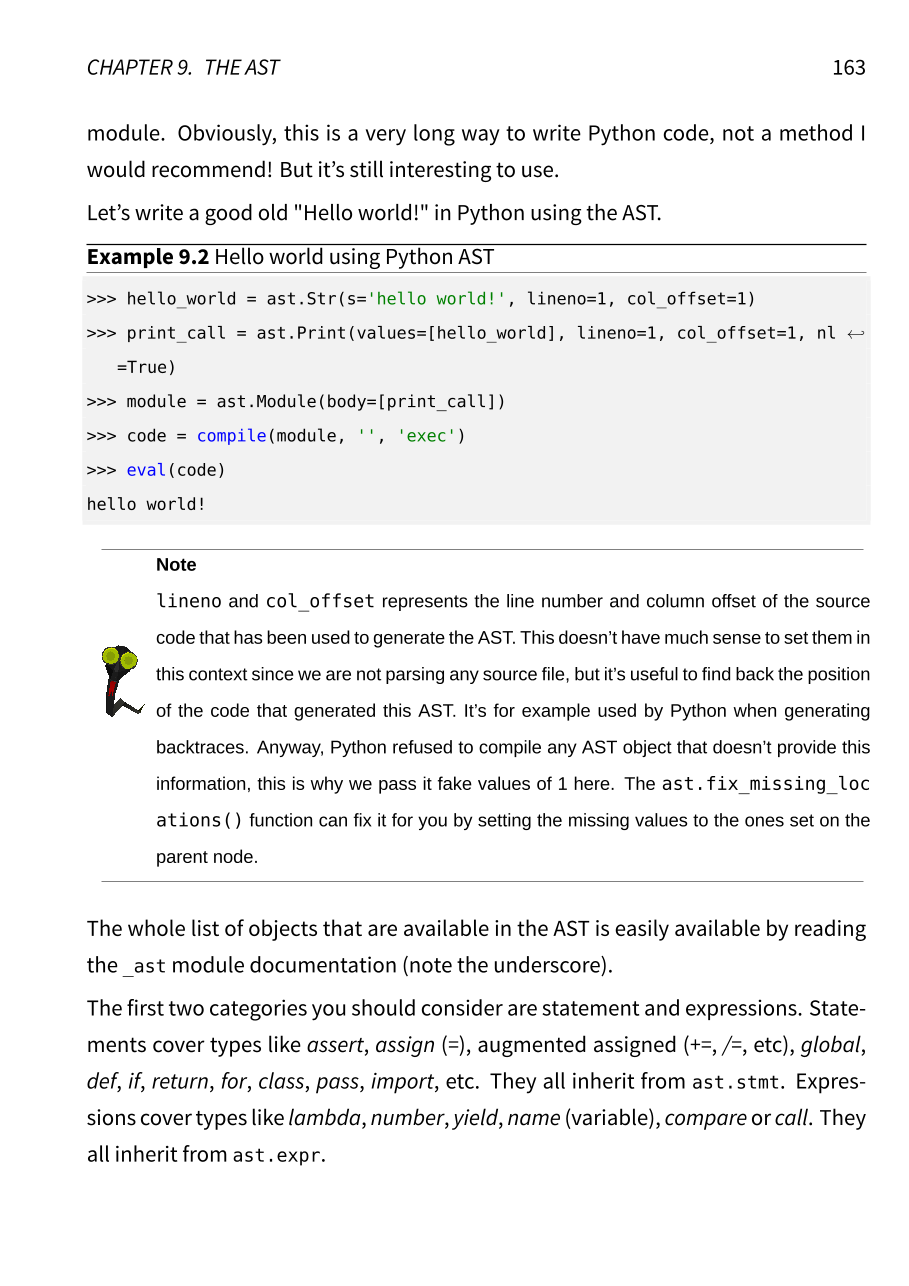 CHAPTER 9. THE AST 163
module. Obviously, this is a very long way to write Python code, not a method I
would recommend! But it’s still interesting to use.
Let’s write a good old "Hello world!" in Python using the AST.
Example 9.2 Hello world using Python AST
>>> hello_world = ast.Str(s='hello world!', lineno=1, col_offset=1)
>>> print_call = ast.Print(values=[hello_world], lineno=1, col_offset=1, nl ↩
=True)
>>> module = ast.Module(body=[print_call])
>>> code = compile(module, '', 'exec')
>>> eval(code)
hello world!
Note
lineno and col_offset represents the line number and column offset of the source
code that has been used to generate the AST. This doesn’t have much sense to set them in
this context since we are not parsing any source file, but it’s useful to find back the position
of the code that generated this AST. It’s for example used by Python when generating
backtraces. Anyway, Python refused to compile any AST object that doesn’t provide this
information, this is why we pass it fake values of 1 here. The ast.fix_missing_loc
ations() function can fix it for you by setting the missing values to the ones set on the
parent node.
The whole list of objects that are available in the AST is easily available by reading
the _ast module documentation (note the underscore).
The first two categories you should consider are statement and expressions. State-
ments cover types like assert, assign (=), augmented assigned (+=, /=, etc), global,
def, if, return, for, class, pass, import, etc. They all inherit from ast.stmt. Expres-
sions cover types like lambda, number, yield, name (variable), compare or call. They
all inherit from ast.expr.